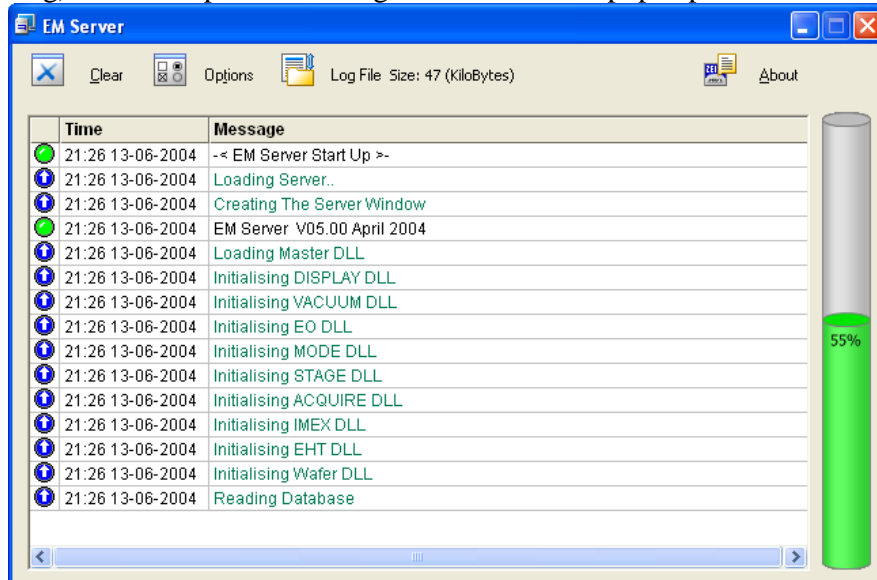 EM Server
Clear Options Log File Size: 47 (KiloBytes) About
Time Message
21:26 13-06-2004 -< EM Server Start Up >-
21:26 13-06-2004 Loading Server..
21:26 13-06-2004 Creating The Server Window
21:26 13-06-2004 EM Server V05.00 April 2004
21:26 13-06-2004 Loading Master DLL
21:26 13-06-2004 Initialising DISPLAY DLL
21:26 13-06-2004 Initialising VACUUM DLL
21:26 13-06-2004 Initialising EO DLL
21:26 13-06-2004 Initialising MODE DLL
21:26 13-06-2004 Initialising STAGE DLL
21:26 13-06-2004 Initialising ACQUIRE DLL
21:26 13-06-2004 Initialising IMEX DLL
21:26 13-06-2004 Initialising EHT DLL
21:26 13-06-2004 Initialising Wafer DLL
21:26 13-06-2004 Reading Database
55%